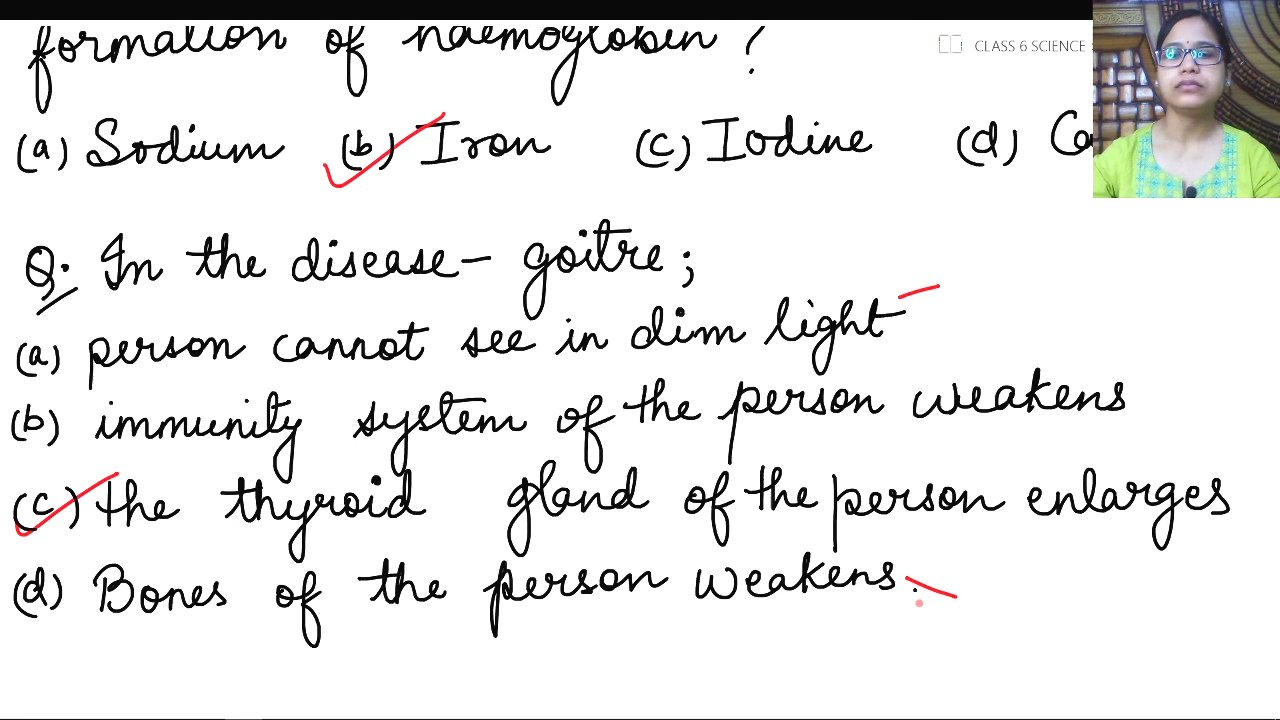 formation of haemoglobin ?
CLASS 6 SCIENCE
(a) Sodium (b) Iron (c) Iodine (d)
Q. In the disease - goitre ;
(a) person cannot see in dim light
(b) immunity system of the person weakens
(c) the thyroid gland of the person enlarges
(d) Bones of the person weakens.